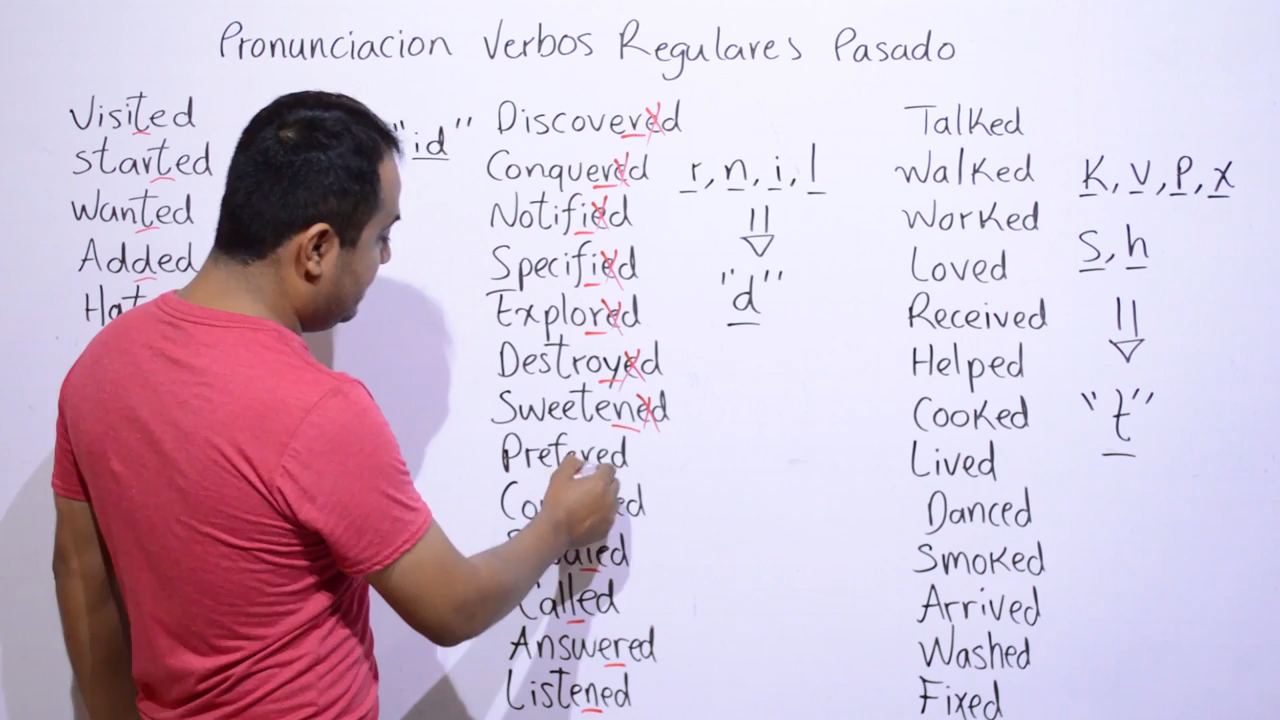 Pronunciacion Verbos Regulares Pasado
Visited
started
Wanted
Added
"id"
Discovered
Conquered
Notified
Specified
Explored
Destroyed
Sweetened
Prefered
Called
Answered
Listened
r, n, i, l
"d"
Talked
Walked
Worked
Loved
Received
Helped
Cooked
Lived
Danced
Smoked
Arrived
Washed
Fixed
K, V, P, x
S, h
"t"